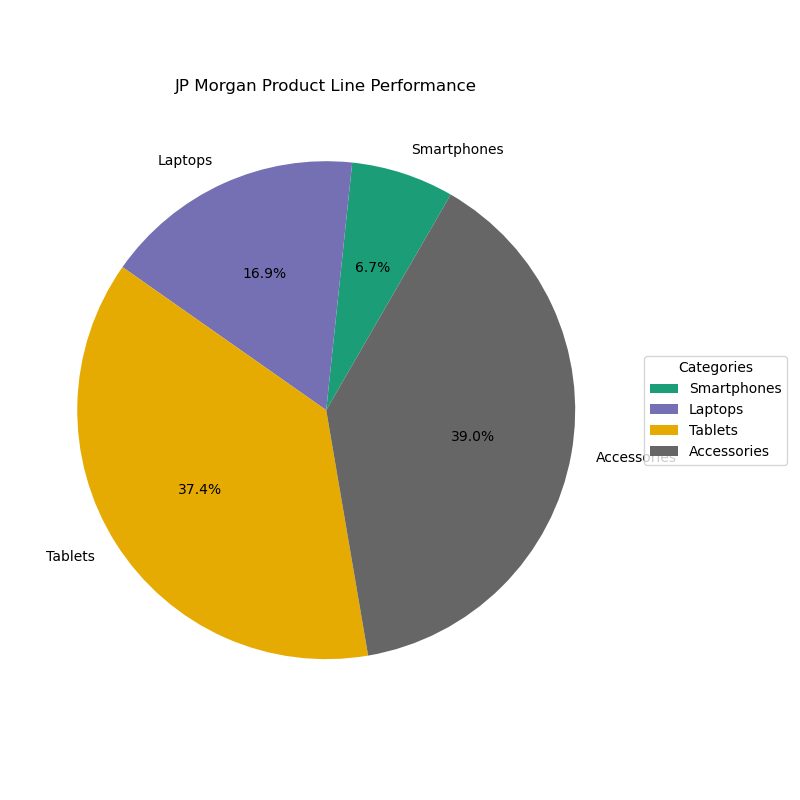 JP Morgan Product Line Performance
Smartphones
Laptops
6.7%
16.9%
Categories
Smartphones
Laptops
Tablets
Accessories
39.0%
Accessories
37.4%
Tablets